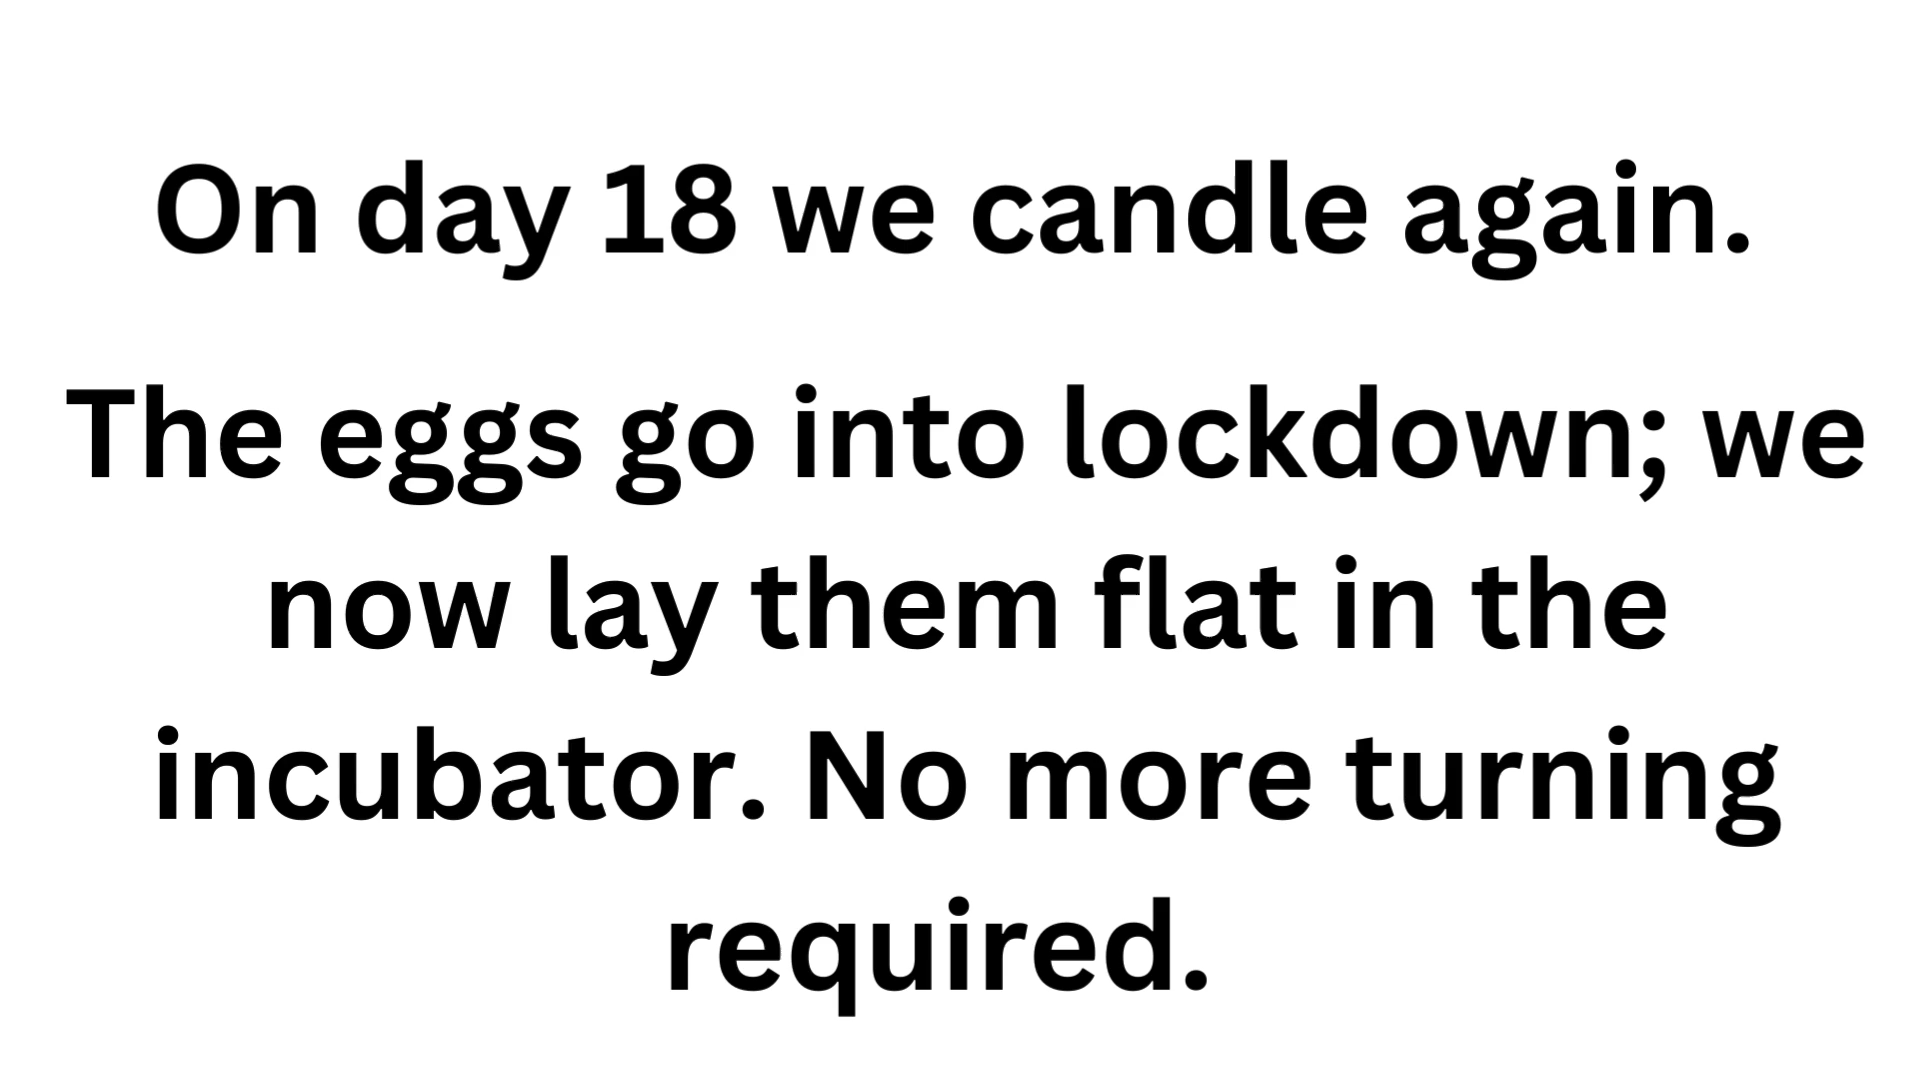 On day 18 we candle again.
The eggs go into lockdown; we
now lay them flat in the
incubator. No more turning
required.